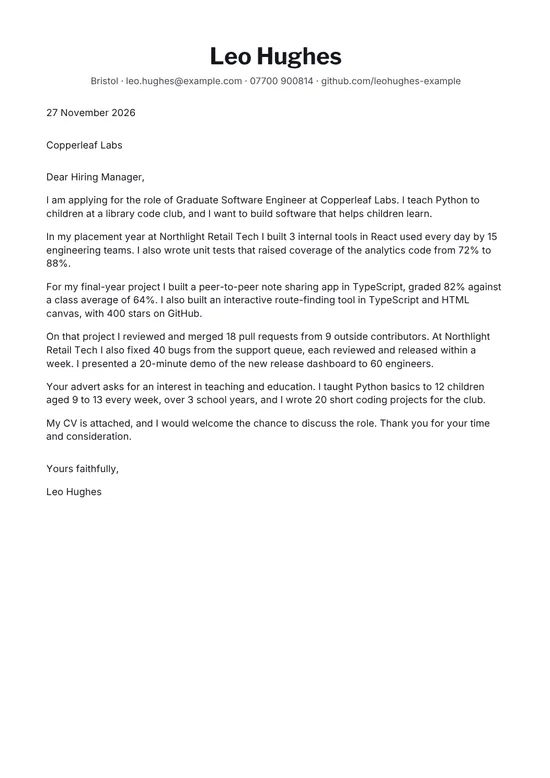 Leo Hughes
Bristol · leo.hughes@example.com · 07700 900814 · github.com/leohughes-example
27 November 2026
Copperleaf Labs
Dear Hiring Manager,
I am applying for the role of Graduate Software Engineer at Copperleaf Labs. I teach Python to
children at a library code club, and I want to build software that helps children learn.
In my placement year at Northlight Retail Tech I built 3 internal tools in React used every day by 15
engineering teams. I also wrote unit tests that raised coverage of the analytics code from 72% to
88%.
For my final-year project I built a peer-to-peer note sharing app in TypeScript, graded 82% against
a class average of 64%. I also built an interactive route-finding tool in TypeScript and HTML
canvas, with 400 stars on GitHub.
On that project I reviewed and merged 18 pull requests from 9 outside contributors. At Northlight
Retail Tech I also fixed 40 bugs from the support queue, each reviewed and released within a
week. I presented a 20-minute demo of the new release dashboard to 60 engineers.
Your advert asks for an interest in teaching and education. I taught Python basics to 12 children
aged 9 to 13 every week, over 3 school years, and I wrote 20 short coding projects for the club.
My CV is attached, and I would welcome the chance to discuss the role. Thank you for your time
and consideration.
Yours faithfully,
Leo Hughes